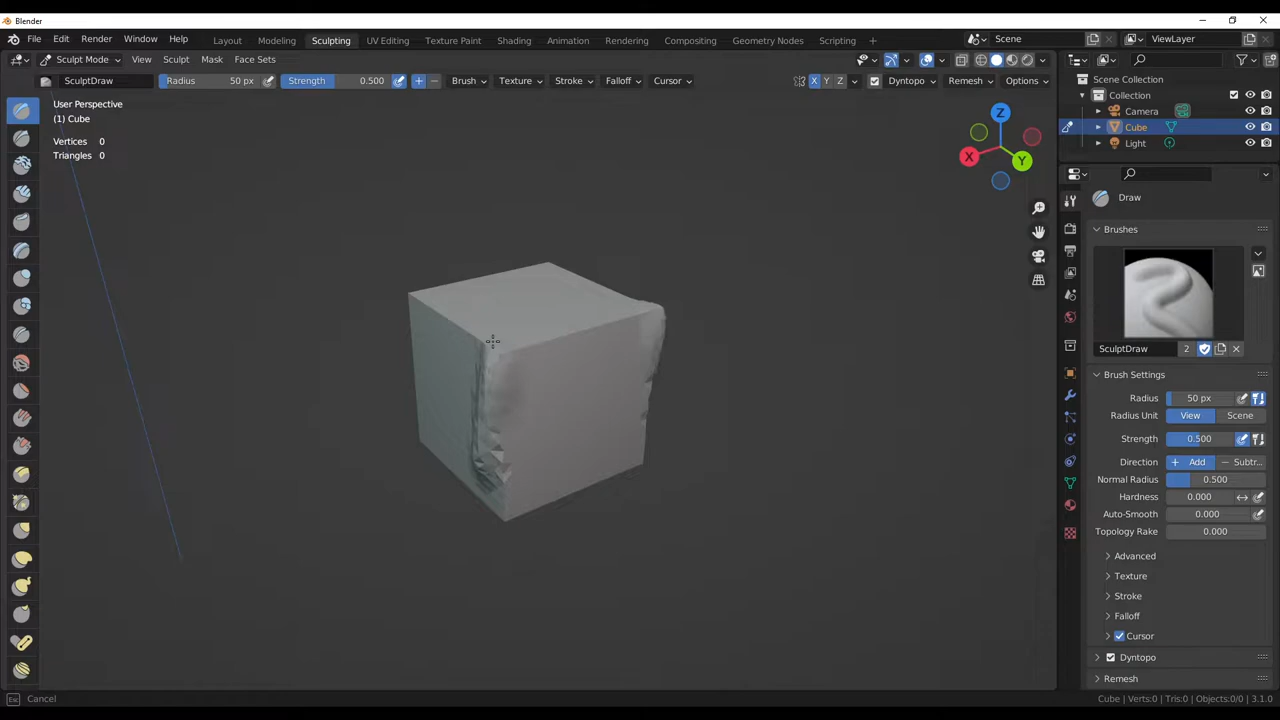 Blender
File Edit Render Window Help
Layout Modeling Sculpting UV Editing Texture Paint Shading Animation Rendering Compositing Geometry Nodes Scripting +
Scene
ViewLayer
Sculpt Mode View Sculpt Mask Face Sets
SculptDraw Radius 50 px Strength 0.500 + − Brush Texture Stroke Falloff Cursor X Y Z Dyntopo Remesh Options
User Perspective
(1) Cube
Vertices 0
Triangles 0
Z
X
Y
Scene Collection
Collection
Camera
Cube
Light
Draw
Brushes
SculptDraw 2
Brush Settings
Radius 50 px
Radius Unit View Scene
Strength 0.500
Direction + Add − Subtr...
Normal Radius 0.500
Hardness 0.000
Auto-Smooth 0.000
Topology Rake 0.000
Advanced
Texture
Stroke
Falloff
Cursor
Dyntopo
Remesh
Esc Cancel
Cube | Verts:0 | Tris:0 | Objects:0/0 | 3.1.0